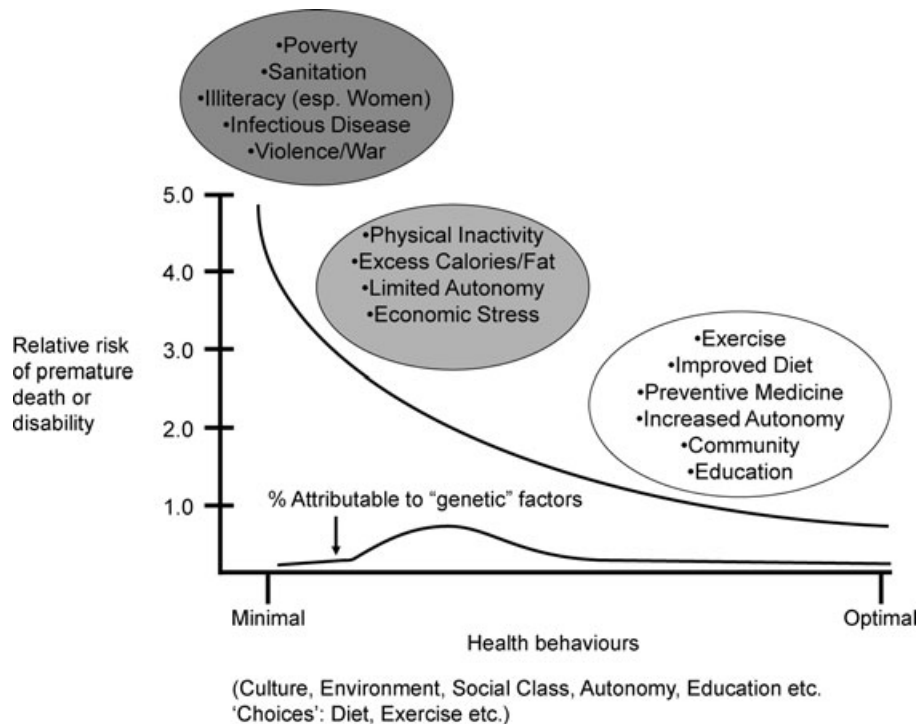 •Poverty
•Sanitation
•Illiteracy (esp. Women)
•Infectious Disease
•Violence/War
5.0
•Physical Inactivity
•Excess Calories/Fat
•Limited Autonomy
•Economic Stress
4.0
Relative risk
of premature
death or
disability
3.0
•Exercise
•Improved Diet
•Preventive Medicine
•Increased Autonomy
•Community
•Education
2.0
% Attributable to “genetic” factors
1.0
Minimal
Optimal
Health behaviours
(Culture, Environment, Social Class, Autonomy, Education etc.
‘Choices’: Diet, Exercise etc.)